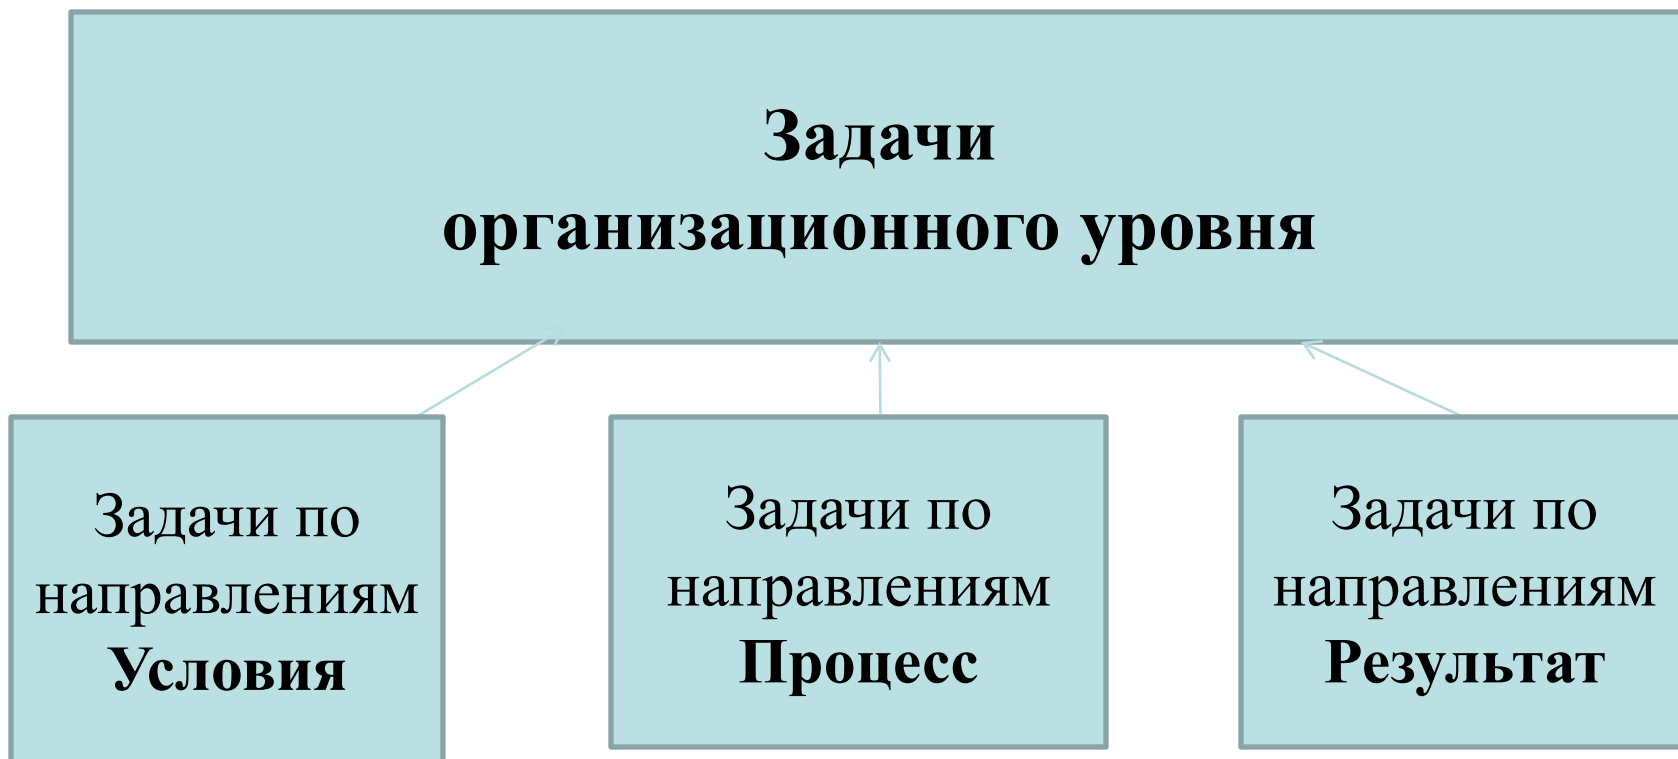 Задачи
организационного уровня
Задачи по
направлениям
Условия
Задачи по
направлениям
Процесс
Задачи по
направлениям
Результат